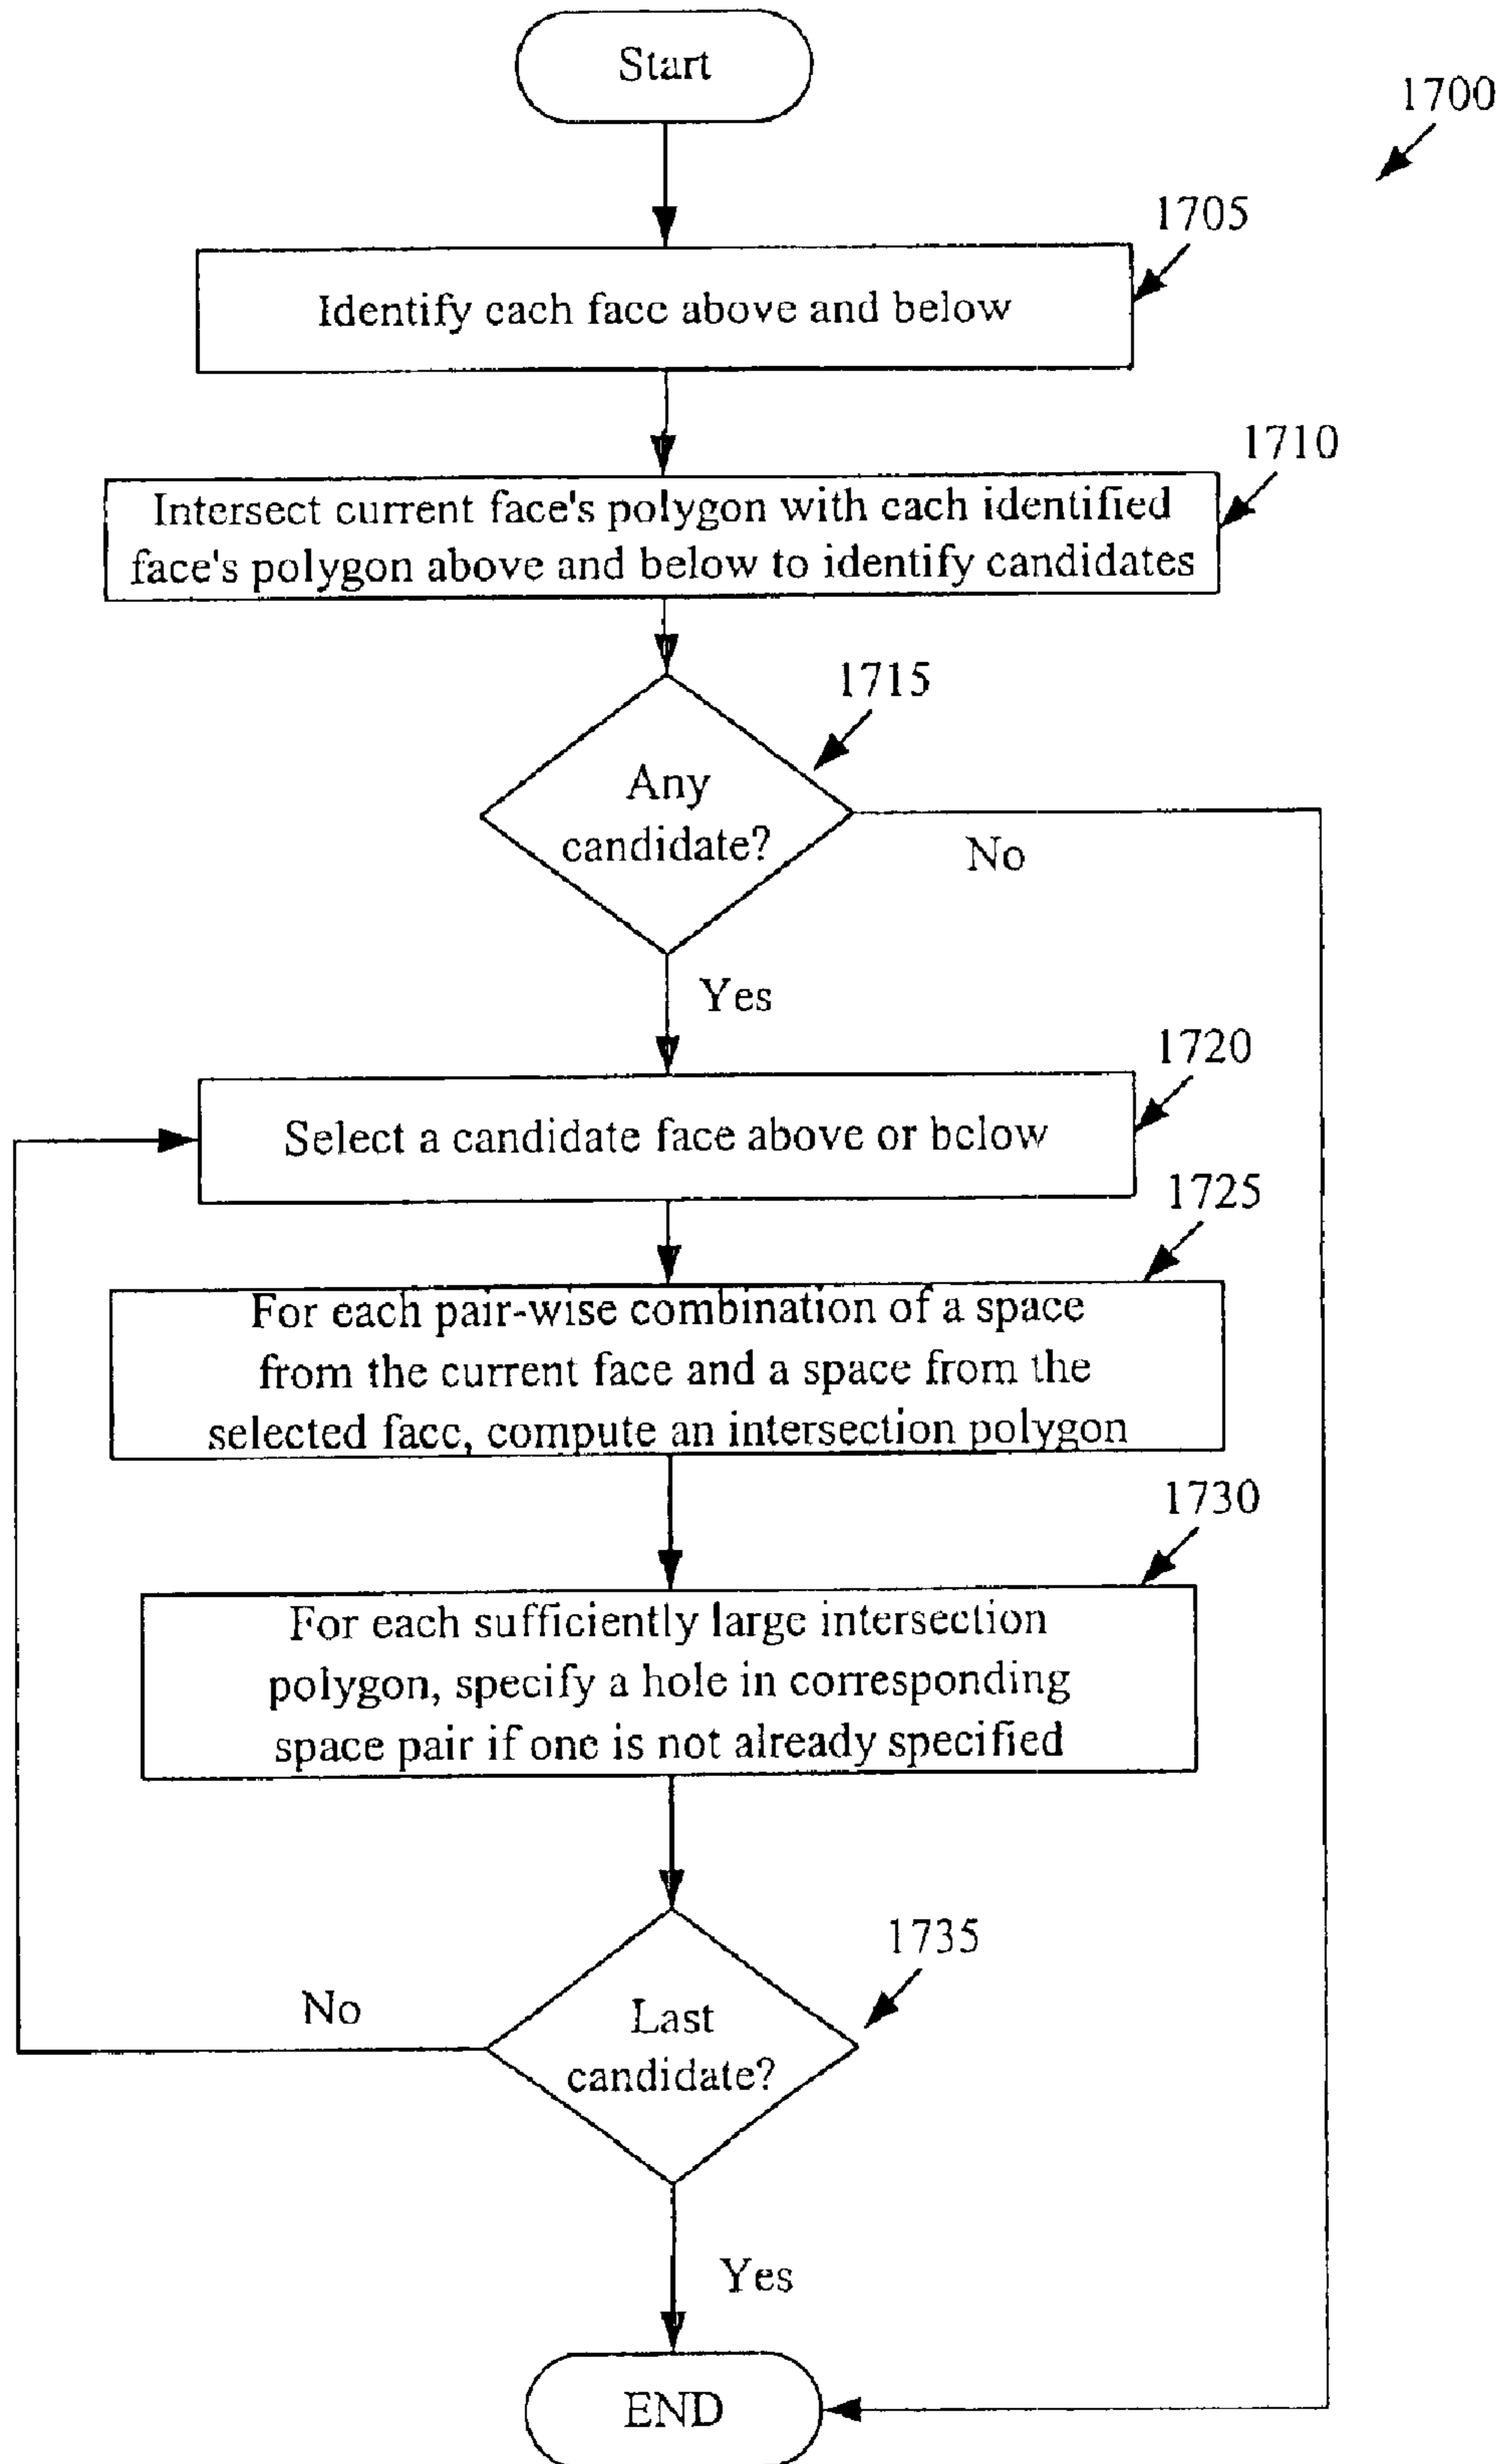 Start
1700
1705
Identify each face above and below
1710
Intersect current face's polygon with each identified
face's polygon above and below to identify candidates
1715
Any
candidate?
No
Yes
1720
Select a candidate face above or below
1725
For each pair-wise combination of a space
from the current face and a space from the
selected face, compute an intersection polygon
1730
For each sufficiently large intersection
polygon, specify a hole in corresponding
space pair if one is not already specified
1735
No
Last
candidate?
Yes
END